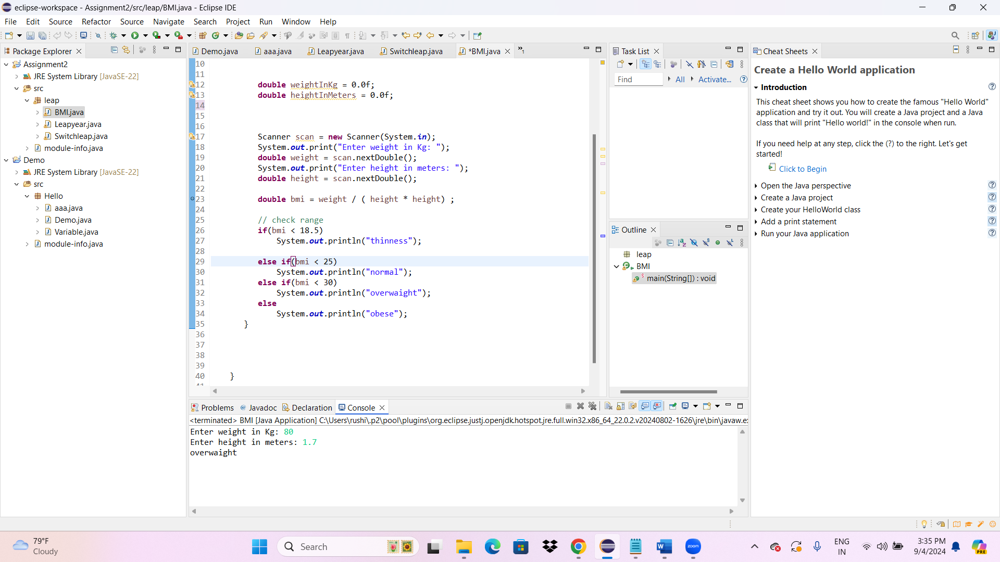 eclipse-workspace - Assignment2/src/leap/BMI.java - Eclipse IDE
File Edit Source Refactor Source Navigate Search Project Run Window Help
Package Explorer
Assignment2
JRE System Library [JavaSE-22]
src
leap
BMI.java
Leapyear.java
Switchleap.java
module-info.java
Demo
JRE System Library [JavaSE-22]
src
Hello
aaa.java
Demo.java
Variable.java
module-info.java
Demo.java aaa.java Leapyear.java Switchleap.java *BMI.java »1
10
11
12 double weightInKg = 0.0f;
13 double heightInMeters = 0.0f;
14
15
16
17 Scanner scan = new Scanner(System.in);
18 System.out.print("Enter weight in Kg: ");
19 double weight = scan.nextDouble();
20 System.out.print("Enter height in meters: ");
21 double height = scan.nextDouble();
22
23 double bmi = weight / ( height * height) ;
24
25 // check range
26 if(bmi < 18.5)
27 System.out.println("thinness");
28
29 else if(bmi < 25)
30 System.out.println("normal");
31 else if(bmi < 30)
32 System.out.println("overwaight");
33 else
34 System.out.println("obese");
35 }
36
37
38
39
40 }
Problems Javadoc Declaration Console
<terminated> BMI [Java Application] C:\Users\rushi\.p2\pool\plugins\org.eclipse.justj.openjdk.hotspot.jre.full.win32.x86_64_22.0.2.v20240802-1626\jre\bin\javaw.ex
Enter weight in Kg: 80
Enter height in meters: 1.7
overwaight
Task List
Find All Activate...
Outline
leap
BMI
main(String[]) : void
Cheat Sheets
Create a Hello World application
Introduction
This cheat sheet shows you how to create the famous "Hello World"
application and try it out. You will create a Java project and a Java
class that will print "Hello world!" in the console when run.
If you need help at any step, click the (?) to the right. Let's get
started!
Click to Begin
Open the Java perspective
Create a Java project
Create your HelloWorld class
Add a print statement
Run your Java application
79°F
Cloudy
Search
zoom
ENG
IN
3:35 PM
9/4/2024
PRE